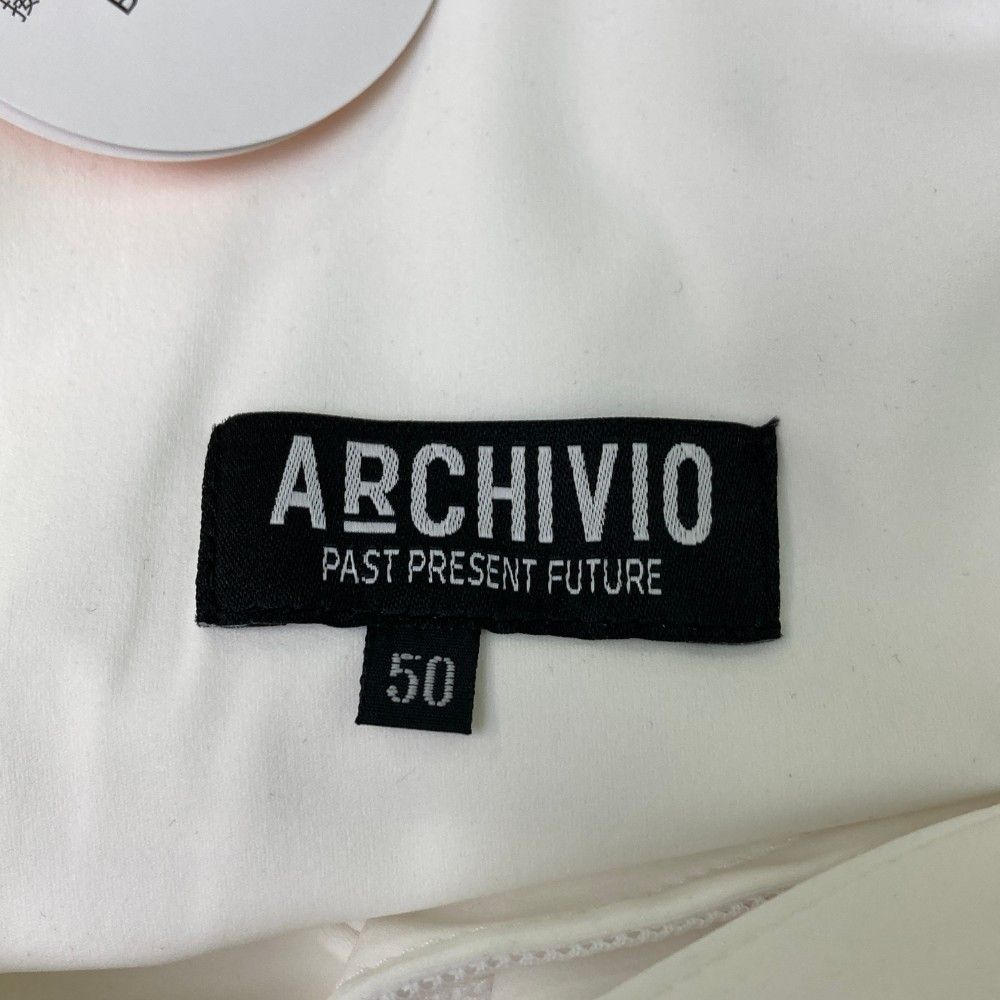 ARCHIVIO
PAST PRESENT FUTURE
50